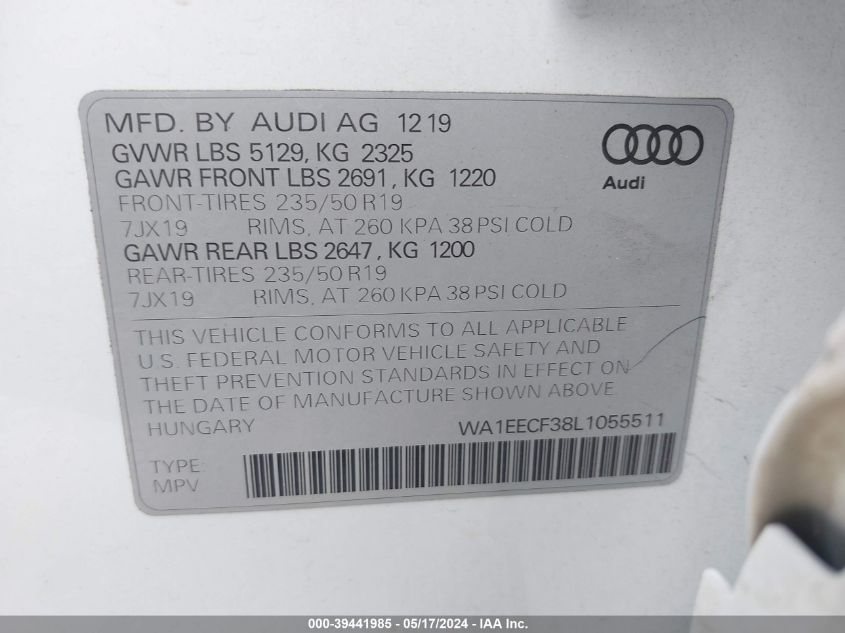 MFD. BY AUDI AG 12 19
GVWR LBS 5129, KG 2325
GAWR FRONT LBS 2691, KG 1220
FRONT-TIRES 235/50 R19
7JX19 RIMS, AT 260 KPA 38 PSI COLD
GAWR REAR LBS 2647, KG 1200
REAR-TIRES 235/50 R19
7JX19 RIMS, AT 260 KPA 38 PSI COLD
Audi
THIS VEHICLE CONFORMS TO ALL APPLICABLE
U.S. FEDERAL MOTOR VEHICLE SAFETY AND
THEFT PREVENTION STANDARDS IN EFFECT ON
THE DATE OF MANUFACTURE SHOWN ABOVE
HUNGARY WA1EECF38L1055511
TYPE:
MPV
000-39441985 - 05/17/2024 - IAA Inc.